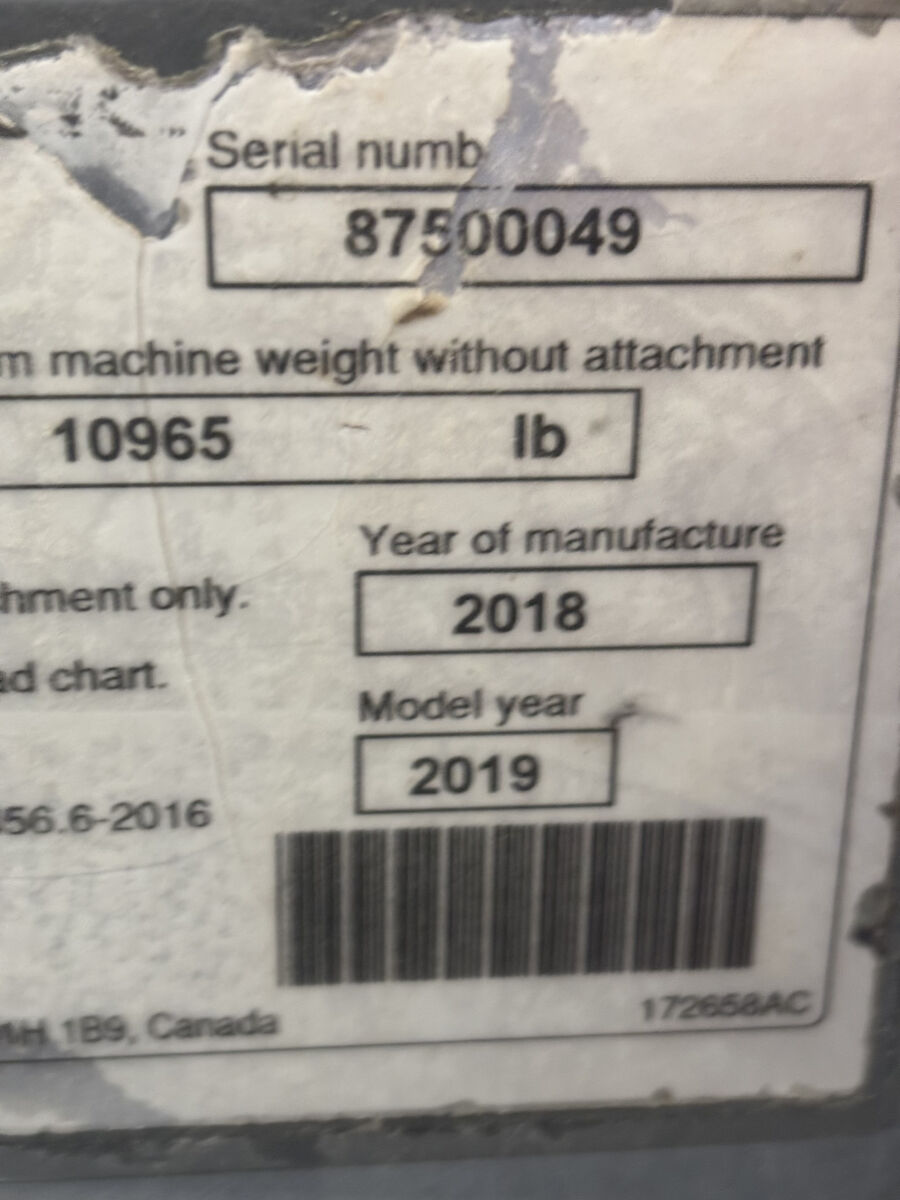 Serial numb
87500049
m machine weight without attachment
10965 lb
Year of manufacture
2018
hment only.
ad chart.
Model year
2019
56.6-2016
1B9, Canada
172658AC